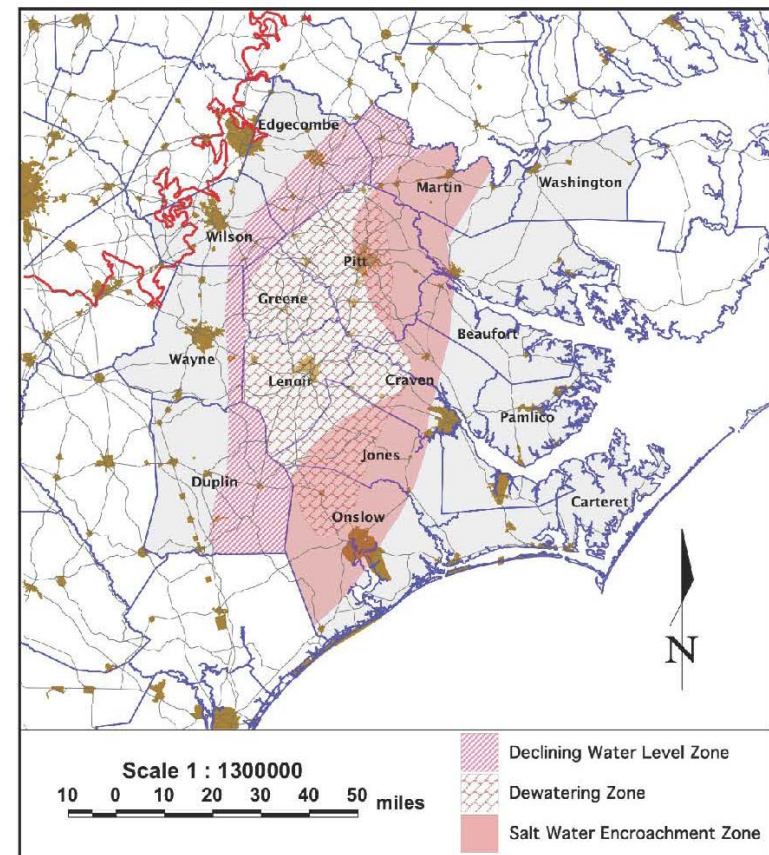 Edgecombe
Martin
Washington
Wilson
Pitt
Greene
Beaufort
Wayne
Lenoir
Craven
Pamlico
Jones
Duplin
Carteret
Onslow
N
Scale 1 : 1300000
10 0 10 20 30 40 50 miles
Declining Water Level Zone
Dewatering Zone
Salt Water Encroachment Zone